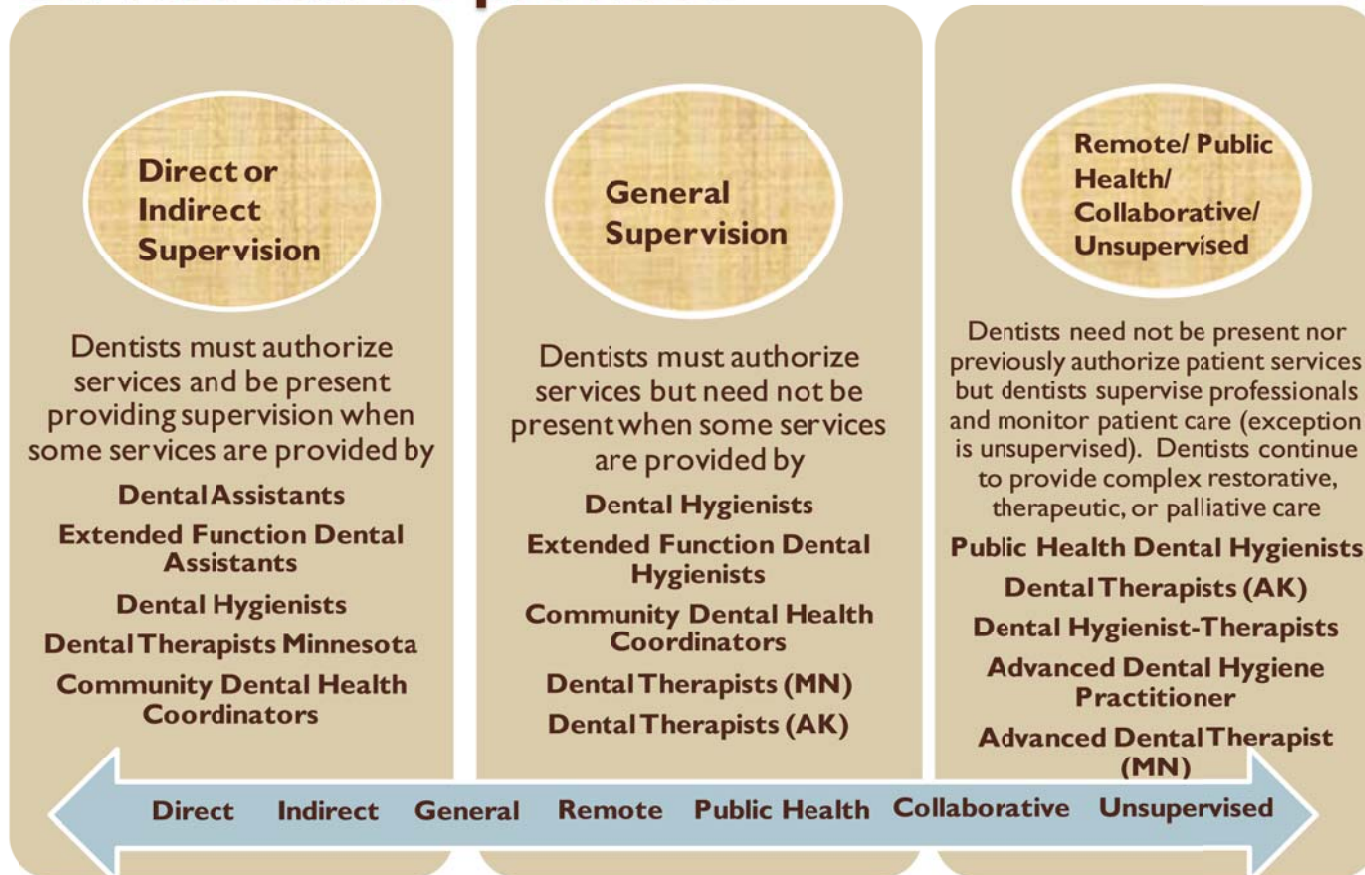 Direct or
Indirect
Supervision
Dentists must authorize
services and be present
providing supervision when
some services are provided by
Dental Assistants
Extended Function Dental
Assistants
Dental Hygienists
Dental Therapists Minnesota
Community Dental Health
Coordinators
General
Supervision
Dentists must authorize
services but need not be
present when some services
are provided by
Dental Hygienists
Extended Function Dental
Hygienists
Community Dental Health
Coordinators
Dental Therapists (MN)
Dental Therapists (AK)
Remote/ Public
Health/
Collaborative/
Unsupervised
Dentists need not be present nor
previously authorize patient services
but dentists supervise professionals
and monitor patient care (exception
is unsupervised). Dentists continue
to provide complex restorative,
therapeutic, or palliative care
Public Health Dental Hygienists
Dental Therapists (AK)
Dental Hygienist-Therapists
Advanced Dental Hygiene
Practitioner
Advanced Dental Therapist
(MN)
Direct Indirect General Remote Public Health Collaborative Unsupervised